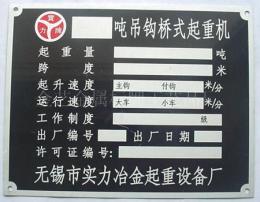 實力牌
吨吊钩桥式起重机
起重量 吨
跨度 米
起升速度 主钩 付钩 米/分
运行速度 大车 小车 米/分
工作制度 级
出厂编号 出厂日期
许可证编号:
无锡市实力冶金起重设备厂